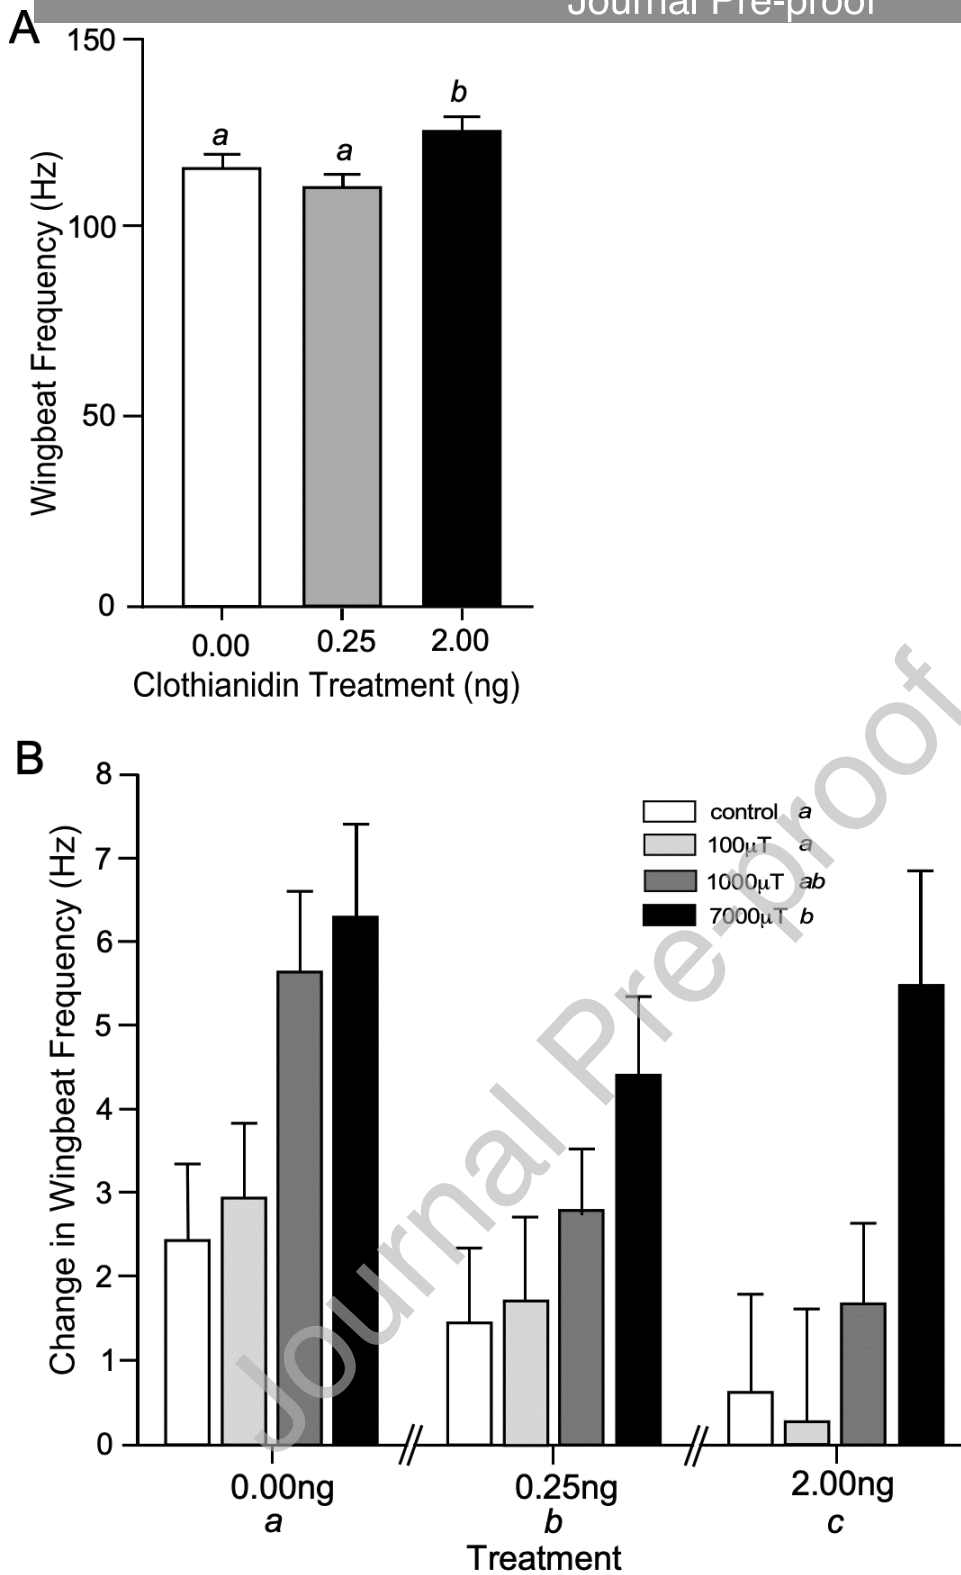 Journal Pre-proof
A
150
100
50
0
Wingbeat Frequency (Hz)
a
a
b
0.00
0.25
2.00
Clothianidin Treatment (ng)
B
8
7
6
5
4
3
2
1
0
Change in Wingbeat Frequency (Hz)
control a
100µT a
1000µT ab
7000µT b
0.00ng
a
0.25ng
b
2.00ng
c
Treatment
Journal Pre-proof